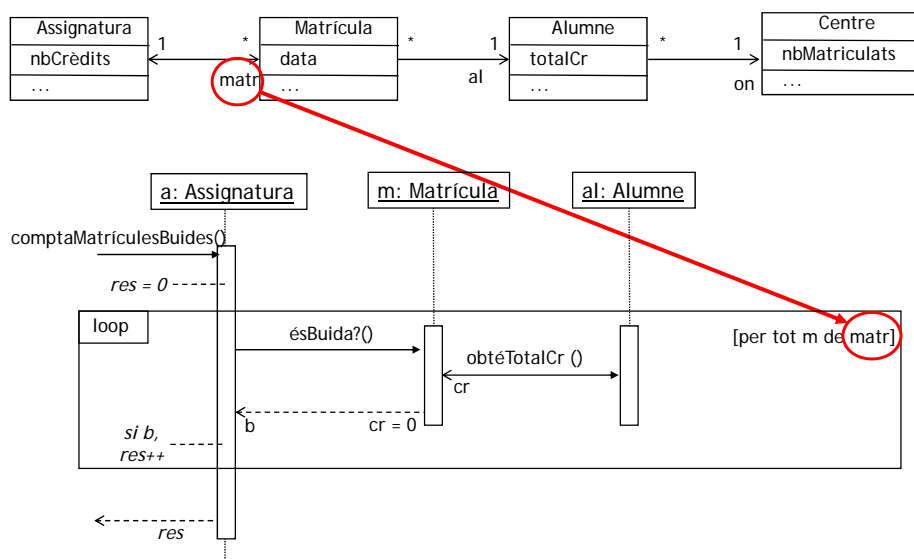 Assignatura
nbCrèdits
...
1
*
matr
Matrícula
data
...
*
1
al
Alumne
totalCr
...
*
1
on
Centre
nbMatriculats
...
a: Assignatura
m: Matrícula
al: Alumne
comptaMatrículesBuides()
res = 0
loop
[per tot m de matr]
ésBuida?()
obtéTotalCr ()
cr
b
cr = 0
si b,
res++
res